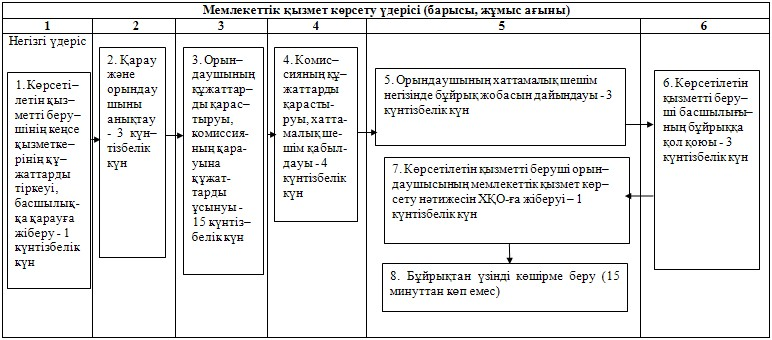 Мемлекеттік қызмет көрсету үдерісі (барысы, жұмыс ағыны)
1
2
3
4
5
6
Негізгі үдеріс
1. Көрсеті–
летін қыз–
метті беру–
шінің кеңсе
қызметке–
рінің құ–
жаттарды
тіркеуі,
басшылық-
қа қарауға
жіберу - 1
күнтізбелік
күн
2. Қарау
және
орындау
шыны
анықтау
- 3 күн–
тізбелік
күн
3. Орын–
даушының
құжаттар–
ды қарас–
тыруы,
комиссия–
ның қара–
уына
құжат–
тарды
ұсынуы -
15 күнтіз–
белік күн
4. Комис–
сияның құ–
жаттарды
қарасты–
руы, хатта–
малық ше–
шім қабыл–
дауы - 4
күнтізбелік
күн
5. Орындаушының хаттамалық шешім
негізінде бұйрық жобасын дайындауы - 3
күнтізбелік күн
6. Көрсетілетін
қызметті беру–
ші басшылығы–
ның бұйрыққа
қол қоюы - 3
күнтізбелік күн
7. Көрсетілетін қызметті беруші орын–
даушысының мемлекеттік қызмет көр–
сету нәтижесін ХҚО-ға жіберуі – 1
күнтізбелік күн
8. Бұйрықтан үзінді көшірме беру (15
минуттан көп емес)